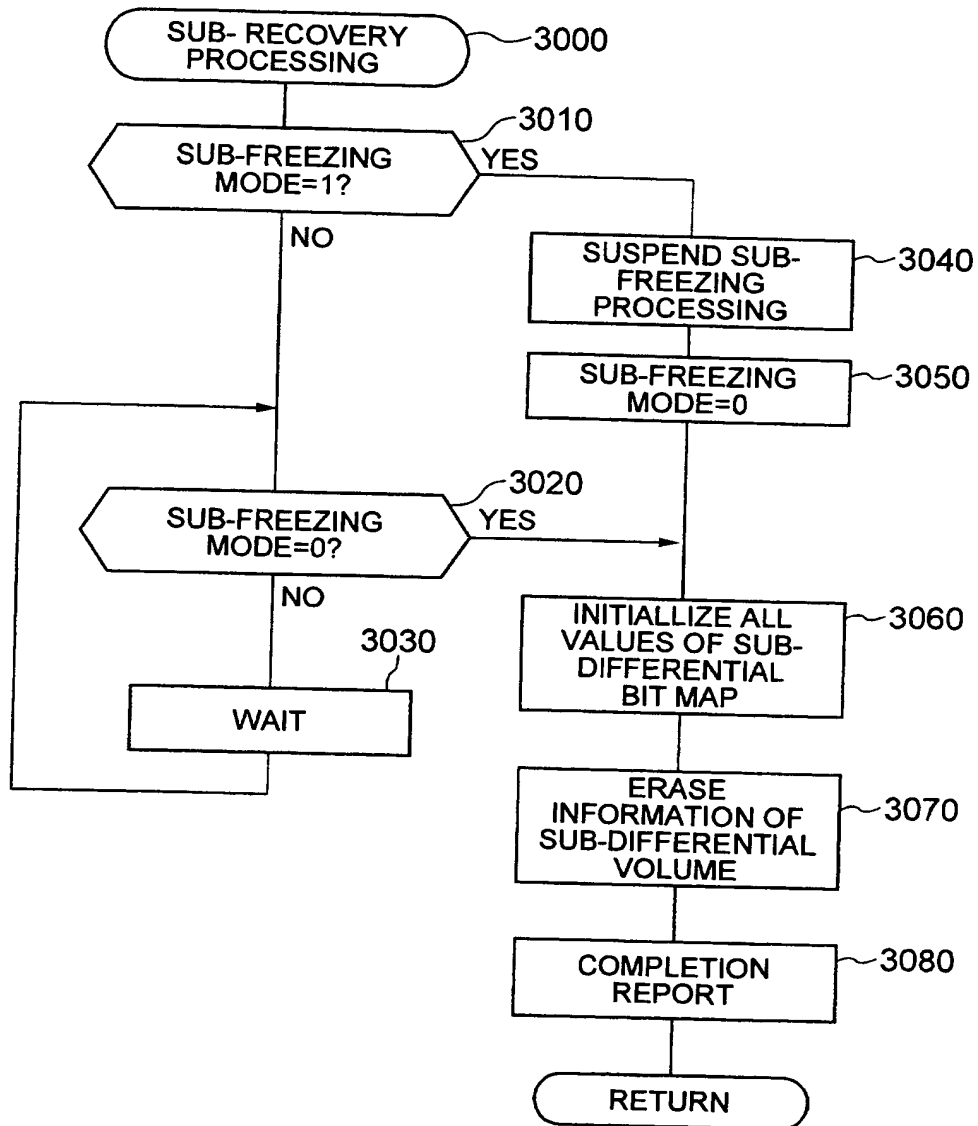 SUB- RECOVERY
PROCESSING
3000
3010
SUB-FREEZING
MODE=1?
YES
NO
SUSPEND SUB-
FREEZING
PROCESSING
3040
SUB-FREEZING
MODE=0
3050
3020
SUB-FREEZING
MODE=0?
YES
NO
3030
WAIT
INITIALLIZE ALL
VALUES OF SUB-
DIFFERENTIAL
BIT MAP
3060
ERASE
INFORMATION OF
SUB-DIFFERENTIAL
VOLUME
3070
COMPLETION
REPORT
3080
RETURN